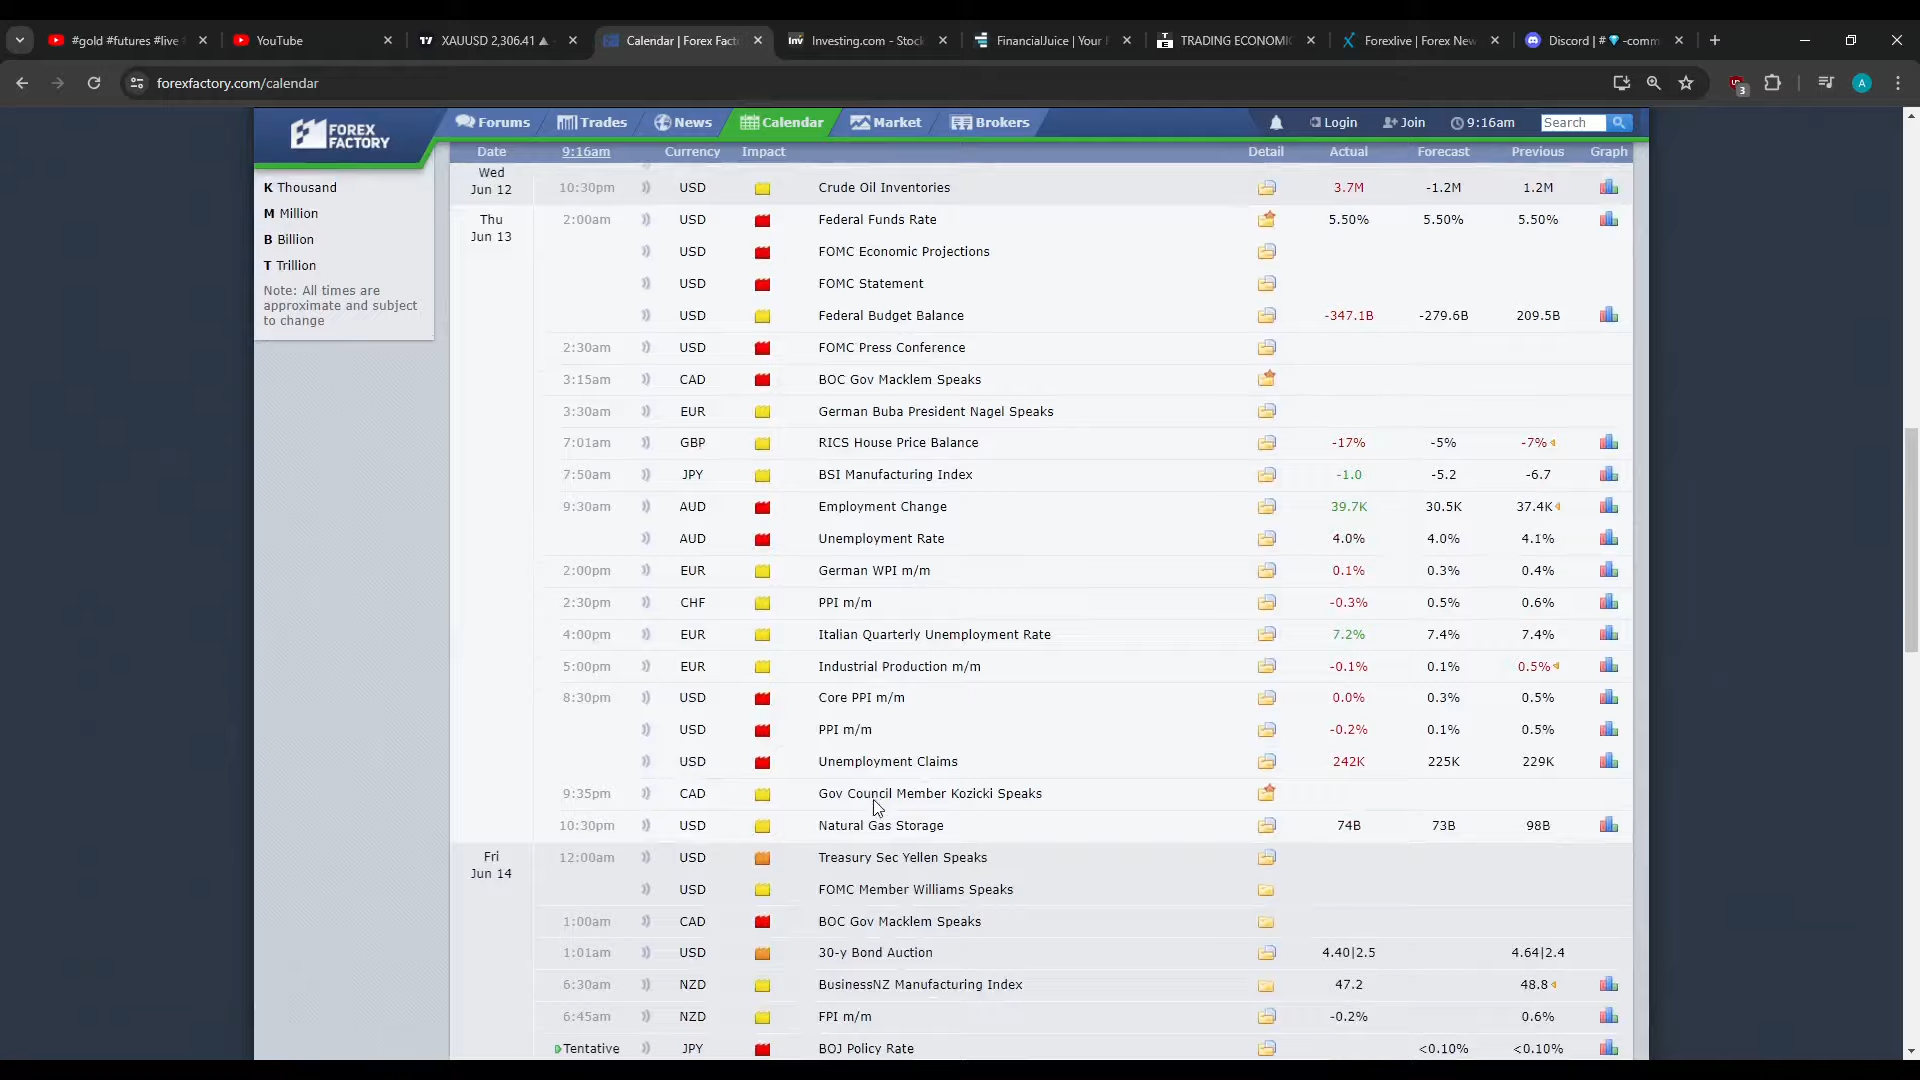 #gold #futures #live
YouTube
XAUUSD 2,306.41
Calendar | Forex Fact
Investing.com - Stock
FinancialJuice | Your
TRADING ECONOMI
Forexlive | Forex New
Discord | # -comm
forexfactory.com/calendar
3
A
FOREX FACTORY
Forums Trades News Calendar Market Brokers Login Join 9:16am Search
Date 9:16am Currency Impact Detail Actual Forecast Previous Graph
K Thousand
M Million
B Billion
T Trillion
Note: All times are
approximate and subject
to change
Wed
Jun 12
10:30pm USD Crude Oil Inventories 3.7M -1.2M 1.2M
Thu
Jun 13
2:00am USD Federal Funds Rate 5.50% 5.50% 5.50%
USD FOMC Economic Projections
USD FOMC Statement
USD Federal Budget Balance -347.1B -279.6B 209.5B
2:30am USD FOMC Press Conference
3:15am CAD BOC Gov Macklem Speaks
3:30am EUR German Buba President Nagel Speaks
7:01am GBP RICS House Price Balance -17% -5% -7%
7:50am JPY BSI Manufacturing Index -1.0 -5.2 -6.7
9:30am AUD Employment Change 39.7K 30.5K 37.4K
AUD Unemployment Rate 4.0% 4.0% 4.1%
2:00pm EUR German WPI m/m 0.1% 0.3% 0.4%
2:30pm CHF PPI m/m -0.3% 0.5% 0.6%
4:00pm EUR Italian Quarterly Unemployment Rate 7.2% 7.4% 7.4%
5:00pm EUR Industrial Production m/m -0.1% 0.1% 0.5%
8:30pm USD Core PPI m/m 0.0% 0.3% 0.5%
USD PPI m/m -0.2% 0.1% 0.5%
USD Unemployment Claims 242K 225K 229K
9:35pm CAD Gov Council Member Kozicki Speaks
10:30pm USD Natural Gas Storage 74B 73B 98B
Fri
Jun 14
12:00am USD Treasury Sec Yellen Speaks
USD FOMC Member Williams Speaks
1:00am CAD BOC Gov Macklem Speaks
1:01am USD 30-y Bond Auction 4.40|2.5 4.64|2.4
6:30am NZD BusinessNZ Manufacturing Index 47.2 48.8
6:45am NZD FPI m/m -0.2% 0.6%
Tentative JPY BOJ Policy Rate <0.10% <0.10%